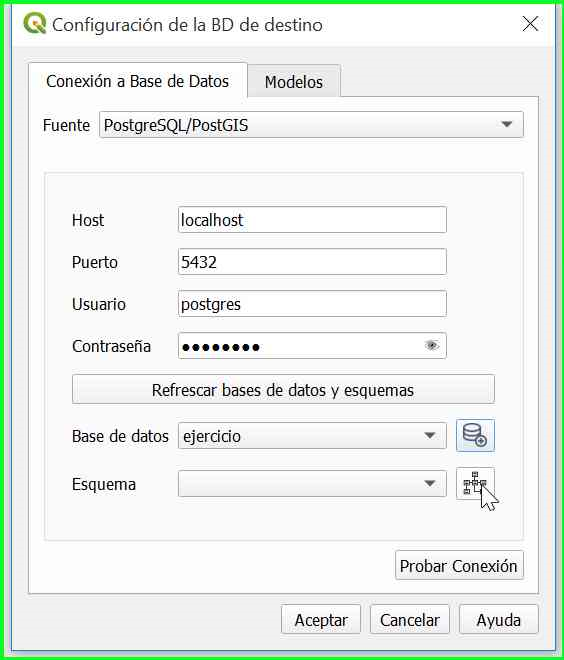 Configuración de la BD de destino
Conexión a Base de Datos
Modelos
Fuente PostgreSQL/PostGIS
Host localhost
Puerto 5432
Usuario postgres
Contraseña ●●●●●●●●
Refrescar bases de datos y esquemas
Base de datos ejercicio
Esquema
Probar Conexión
Aceptar Cancelar Ayuda